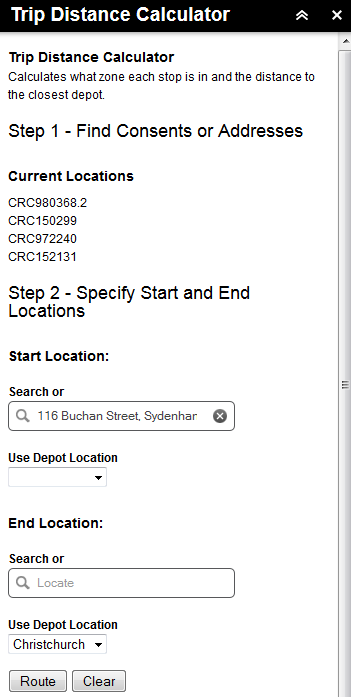 Trip Distance Calculator
Trip Distance Calculator
Calculates what zone each stop is in and the distance to
the closest depot.
Step 1 - Find Consents or Addresses
Current Locations
CRC980368.2
CRC150299
CRC972240
CRC152131
Step 2 - Specify Start and End
Locations
Start Location:
Search or
116 Buchan Street, Sydenhar
Use Depot Location
End Location:
Search or
Locate
Use Depot Location
Christchurch
Route Clear